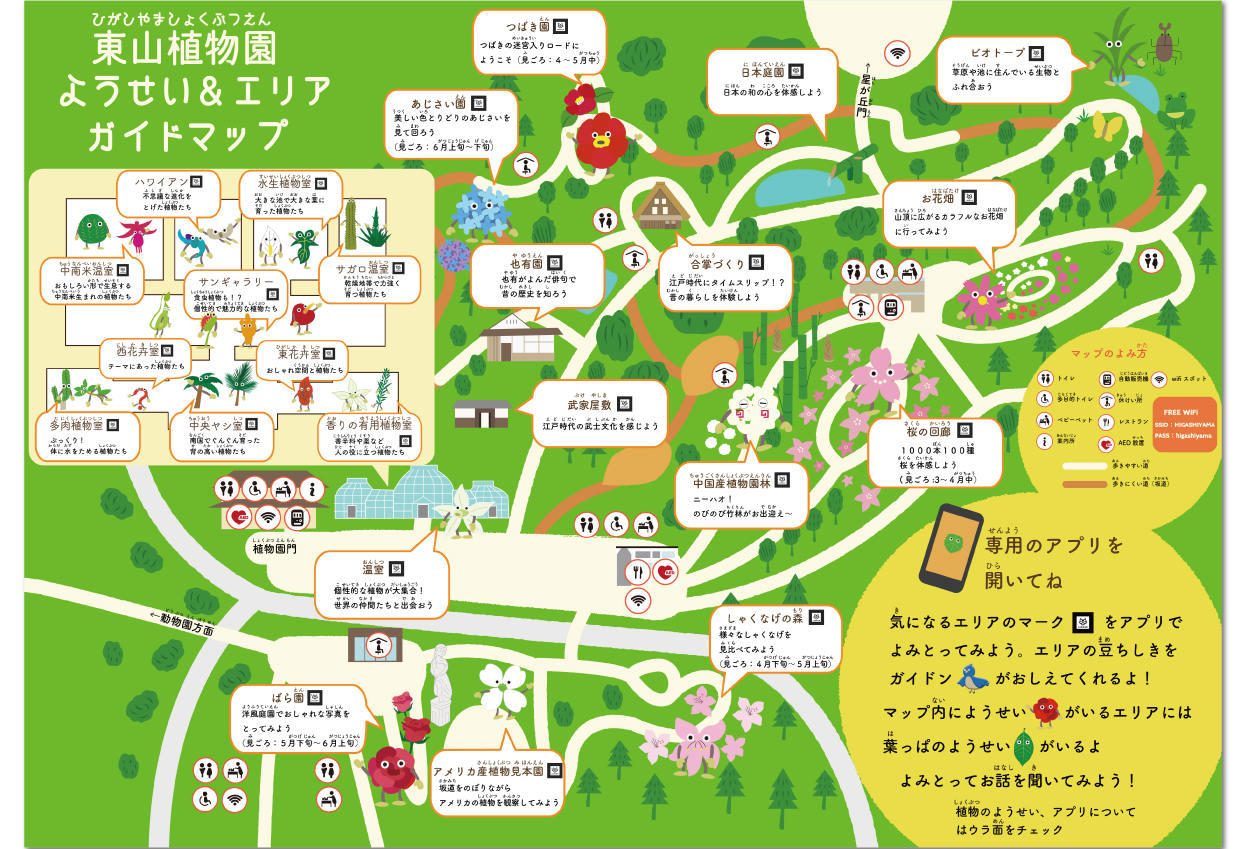 ひがしやましょくぶつえん
東山植物園
ようせい＆エリア
ガイドマップ
つばき園
つばきの迷宮入りロードに
ようこそ（見ごろ：４～５月中）
日本庭園
日本の和の心を体感しよう
ビオトープ
草原や池に住んでいる生物と
ふれ合おう
←星が丘門
あじさい園
美しい色とりどりのあじさいを
見て回ろう
（見ごろ：６月上旬～下旬）
お花畑
山頂に広がるカラフルなお花畑
に行ってみよう
ハワイアン
不思議な進化を
とげた植物たち
水生植物室
大きな池で大きな葉に
育った植物たち
中南米温室
おもしろい形で生息する
中南米生まれの植物たち
サンギャラリー
食虫植物も！？
個性的で魅力的な植物たち
サガロ温室
乾燥地帯で力強く
育つ植物たち
西花卉室
テーマにあった植物たち
東花卉室
おしゃれ空間と植物たち
多肉植物室
ぷっくり！
体に水をためる植物たち
中央ヤシ室
南国でぐんぐん育った
背の高い植物たち
香りの有用植物室
香辛料や薬など
人の役に立つ植物たち
也有園
也有がよんだ俳句で
昔の歴史を知ろう
合掌づくり
江戸時代にタイムスリップ！？
昔の暮らしを体験しよう
武家屋敷
江戸時代の武士文化を感じよう
中国産植物園林
ニーハオ！
のびのび竹林がお出迎え～
桜の回廊
１０００本１００種
桜を体感しよう
（見ごろ：3～４月中）
マップのよみ方
トイレ
自動販売機
wifi スポット
多目的トイレ
休けい所
ベビーベット
レストラン
案内所
AED 設置
FREE WIFI
SSID：HIGASHIYAMA
PASS：higashiyama
歩きやすい道
歩きにくい道（坂道）
植物園門
温室
個性的な植物が大集合！
世界の仲間たちと出会おう
←動物園方面
しゃくなげの森
様々なしゃくなげを
見比べてみよう
（見ごろ：４月下旬～５月上旬）
ばら園
洋風庭園でおしゃれな写真を
とってみよう
（見ごろ：５月下旬～６月上旬）
アメリカ産植物見本園
坂道をのぼりながら
アメリカの植物を観察してみよう
専用のアプリを
開いてね
気になるエリアのマーク をアプリで
よみとってみよう。エリアの豆ちしきを
ガイドン がおしえてくれるよ！
マップ内にようせい がいるエリアには
葉っぱのようせい がいるよ
よみとってお話を聞いてみよう！
植物のようせい、アプリについて
はウラ面をチェック